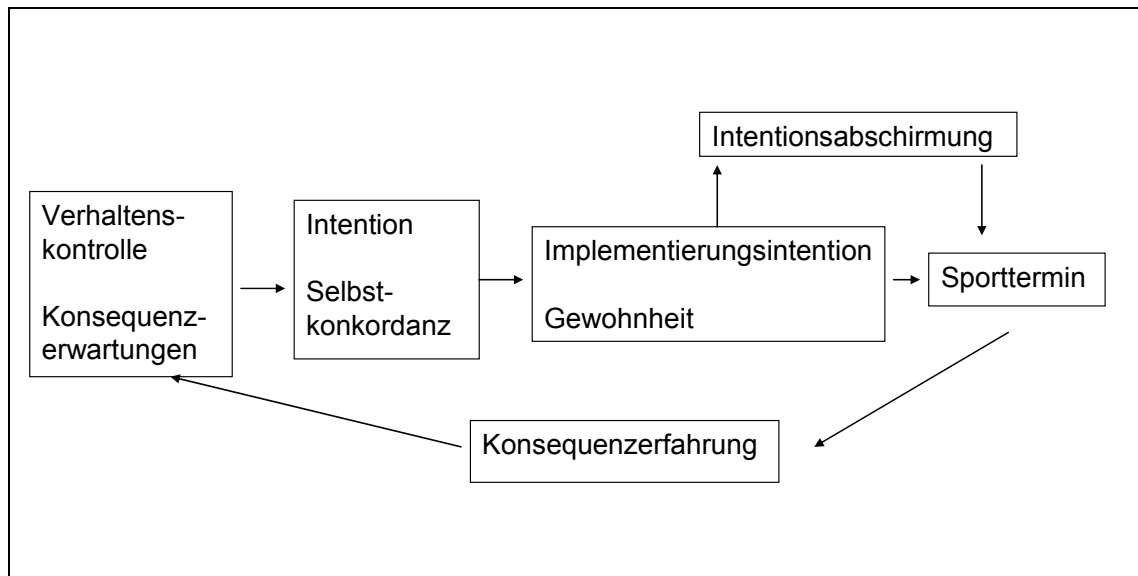 Intentionsabschirmung
Verhaltens-
kontrolle
Konsequenz-
erwartungen
Intention
Selbst-
konkordanz
Implementierungsintention
Gewohnheit
Sporttermin
Konsequenzerfahrung